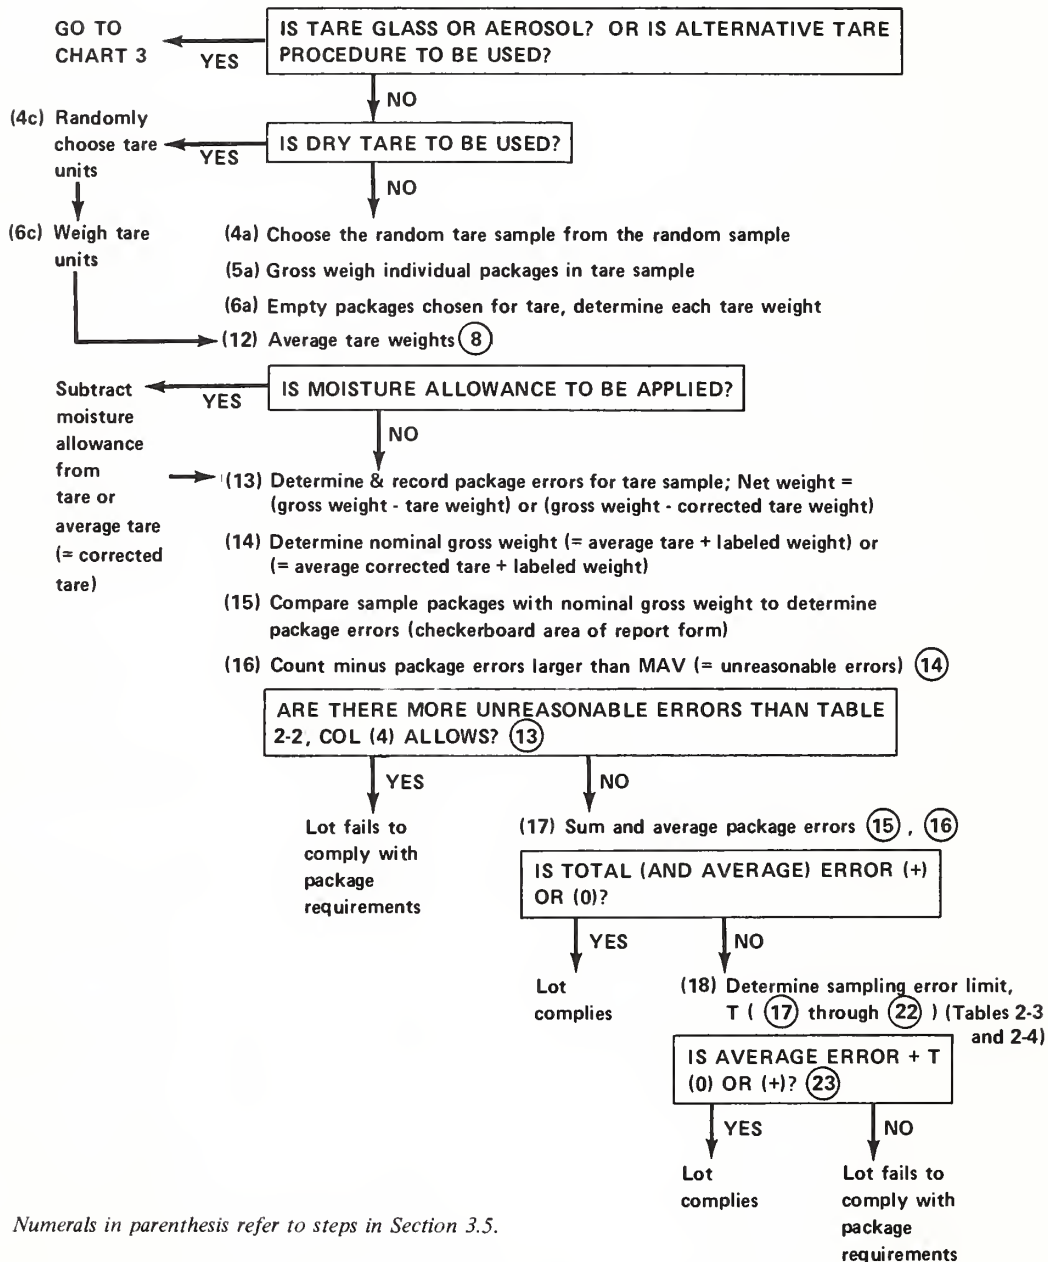 IS TARE GLASS OR AEROSOL? OR IS ALTERNATIVE TARE
PROCEDURE TO BE USED?
GO TO
CHART 3
YES
NO
IS DRY TARE TO BE USED?
YES
(4c) Randomly
choose tare
units
NO
(6c) Weigh tare
units
(4a) Choose the random tare sample from the random sample
(5a) Gross weigh individual packages in tare sample
(6a) Empty packages chosen for tare, determine each tare weight
(12) Average tare weights 8
IS MOISTURE ALLOWANCE TO BE APPLIED?
YES
Subtract
moisture
allowance
from
tare or
average tare
(= corrected
tare)
NO
(13) Determine & record package errors for tare sample; Net weight =
(gross weight - tare weight) or (gross weight - corrected tare weight)
(14) Determine nominal gross weight (= average tare + labeled weight) or
(= average corrected tare + labeled weight)
(15) Compare sample packages with nominal gross weight to determine
package errors (checkerboard area of report form)
(16) Count minus package errors larger than MAV (= unreasonable errors) 14
ARE THERE MORE UNREASONABLE ERRORS THAN TABLE
2-2, COL (4) ALLOWS? 13
YES
NO
Lot fails to
comply with
package
requirements
(17) Sum and average package errors 15 , 16
IS TOTAL (AND AVERAGE) ERROR (+)
OR (0)?
YES
NO
Lot
complies
(18) Determine sampling error limit,
T ( 17 through 22 ) (Tables 2-3
and 2-4)
IS AVERAGE ERROR + T
(0) OR (+)? 23
YES
NO
Lot
complies
Lot fails to
comply with
package
requirements
Numerals in parenthesis refer to steps in Section 3.5.